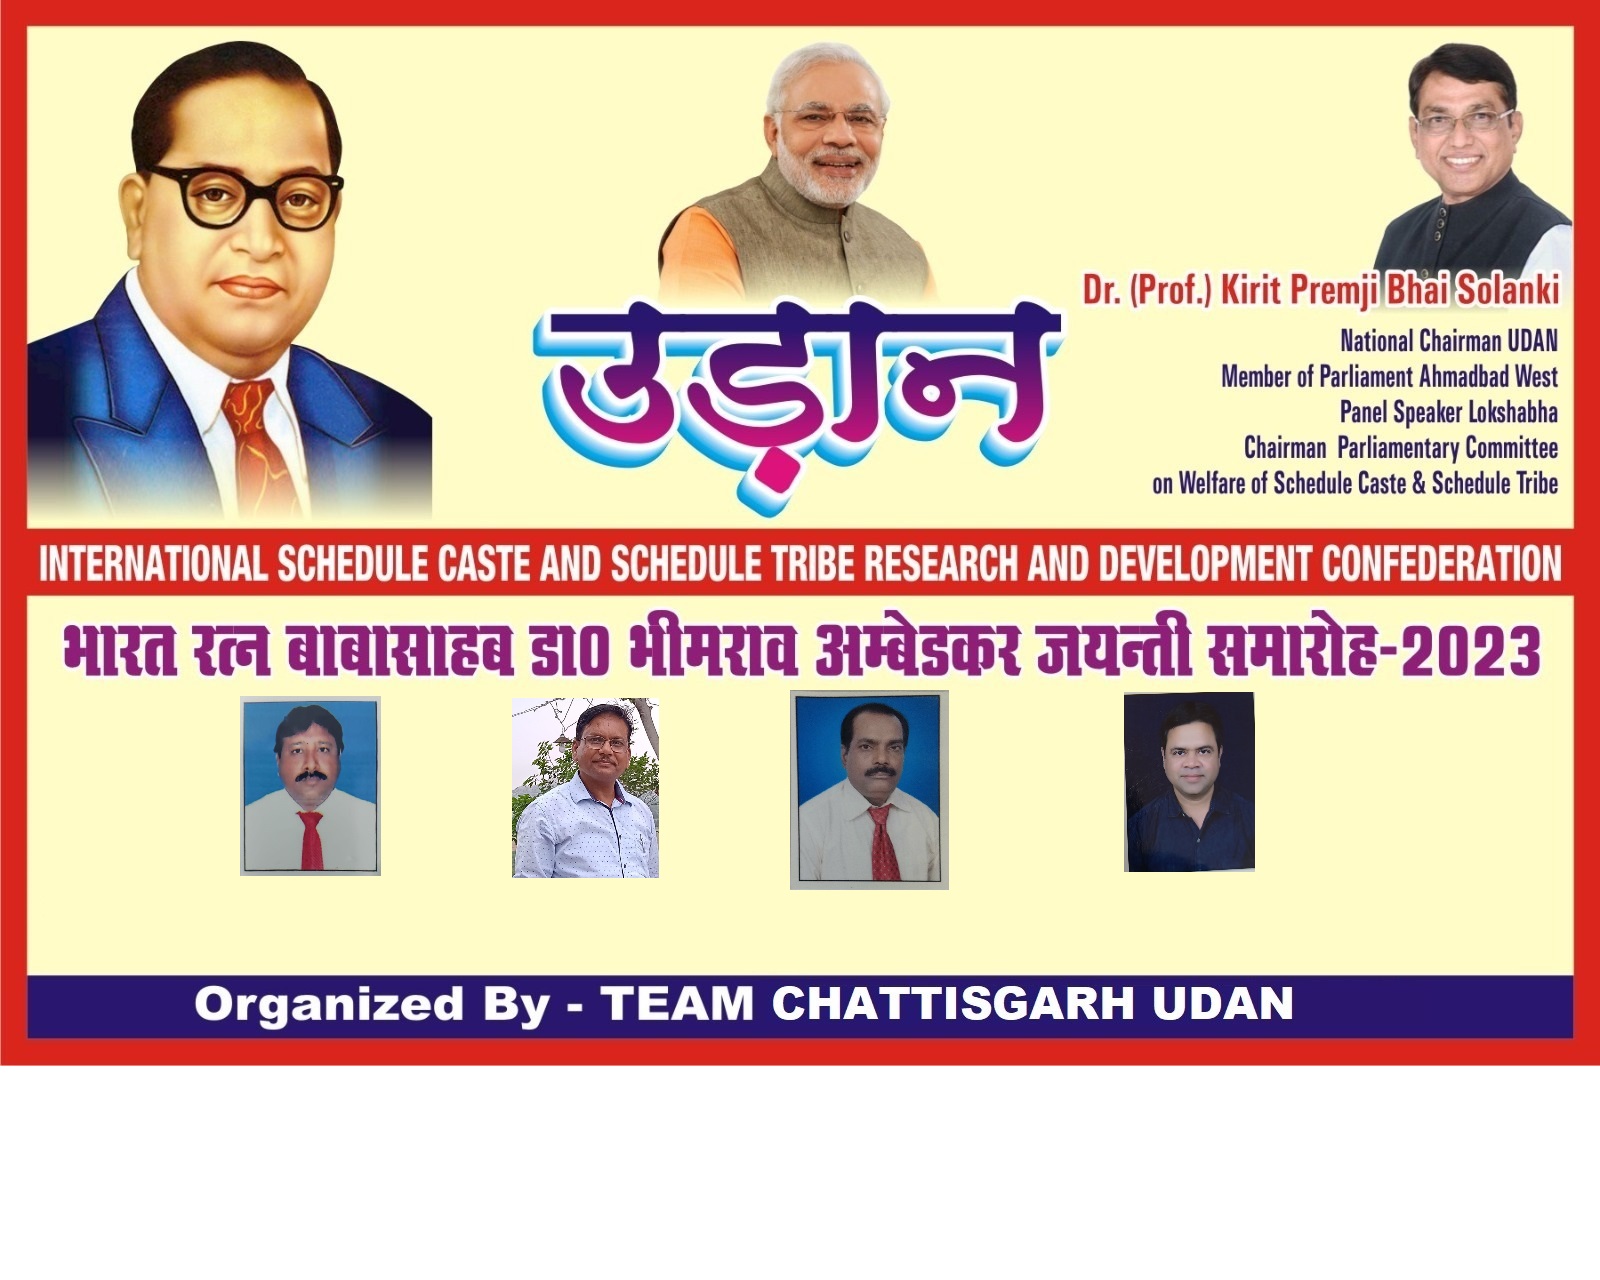 उड़ान
Dr. (Prof.) Kirit Premji Bhai Solanki
National Chairman UDAN
Member of Parliament Ahmadbad West
Panel Speaker Lokshabha
Chairman Parliamentary Committee
on Welfare of Schedule Caste & Schedule Tribe
INTERNATIONAL SCHEDULE CASTE AND SCHEDULE TRIBE RESEARCH AND DEVELOPMENT CONFEDERATION
भारत रत्न बाबासाहब डा0 भीमराव अम्बेडकर जयन्ती समारोह-2023
Organized By - TEAM CHATTISGARH UDAN